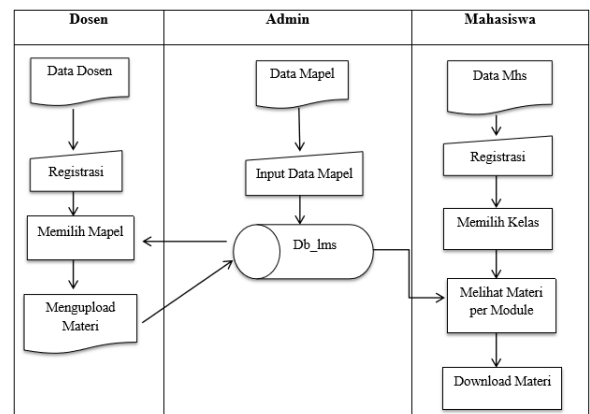 Dosen
Admin
Mahasiswa
Data Dosen
Data Mapel
Data Mhs
Registrasi
Input Data Mapel
Registrasi
Memilih Mapel
Db_lms
Memilih Kelas
Mengupload
Materi
Melihat Materi
per Module
Download Materi